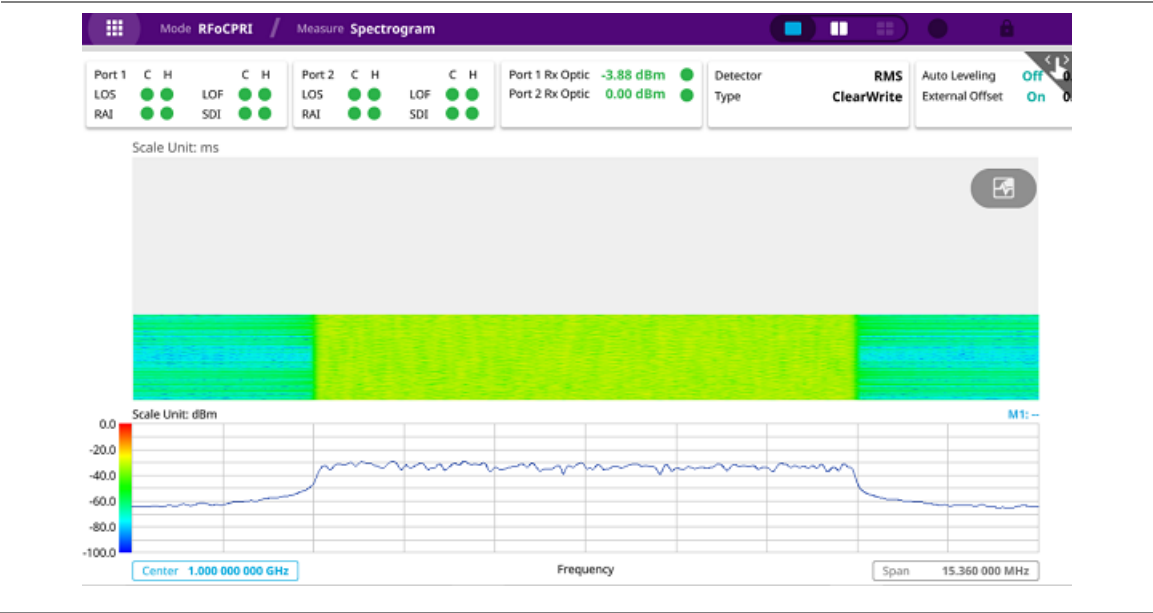 Mode RFoCPRI / Measure Spectrogram
Port 1 C H C H
LOS LOF
RAI SDI
Port 2 C H C H
LOS LOF
RAI SDI
Port 1 Rx Optic -3.88 dBm
Port 2 Rx Optic 0.00 dBm
Detector RMS
Type ClearWrite
Auto Leveling Off
External Offset On
Scale Unit: ms
Scale Unit: dBm
M1: --
0.0
-20.0
-40.0
-60.0
-80.0
-100.0
Center 1.000 000 000 GHz
Frequency
Span 15.360 000 MHz